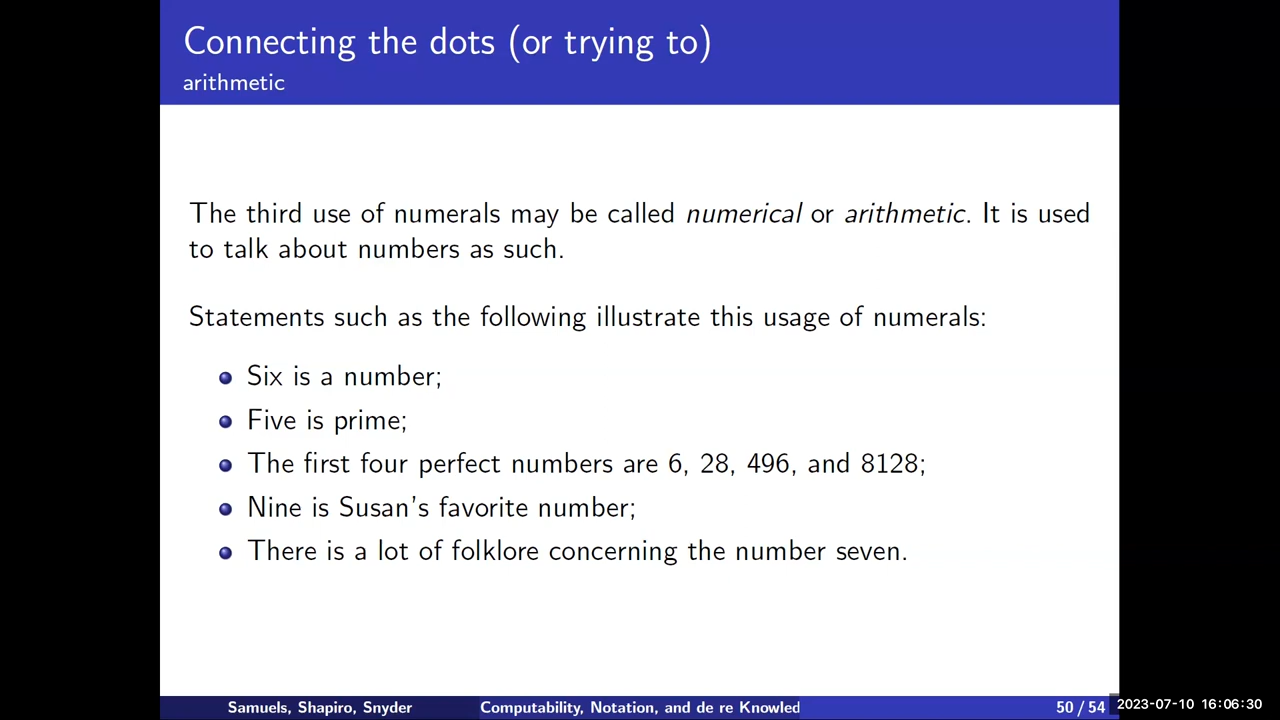 Connecting the dots (or trying to)
arithmetic
The third use of numerals may be called numerical or arithmetic. It is used
to talk about numbers as such.
Statements such as the following illustrate this usage of numerals:
Six is a number;
Five is prime;
The first four perfect numbers are 6, 28, 496, and 8128;
Nine is Susan's favorite number;
There is a lot of folklore concerning the number seven.
Samuels, Shapiro, Snyder
Computability, Notation, and de re Knowled
50 / 54
2023-07-10 16:06:30